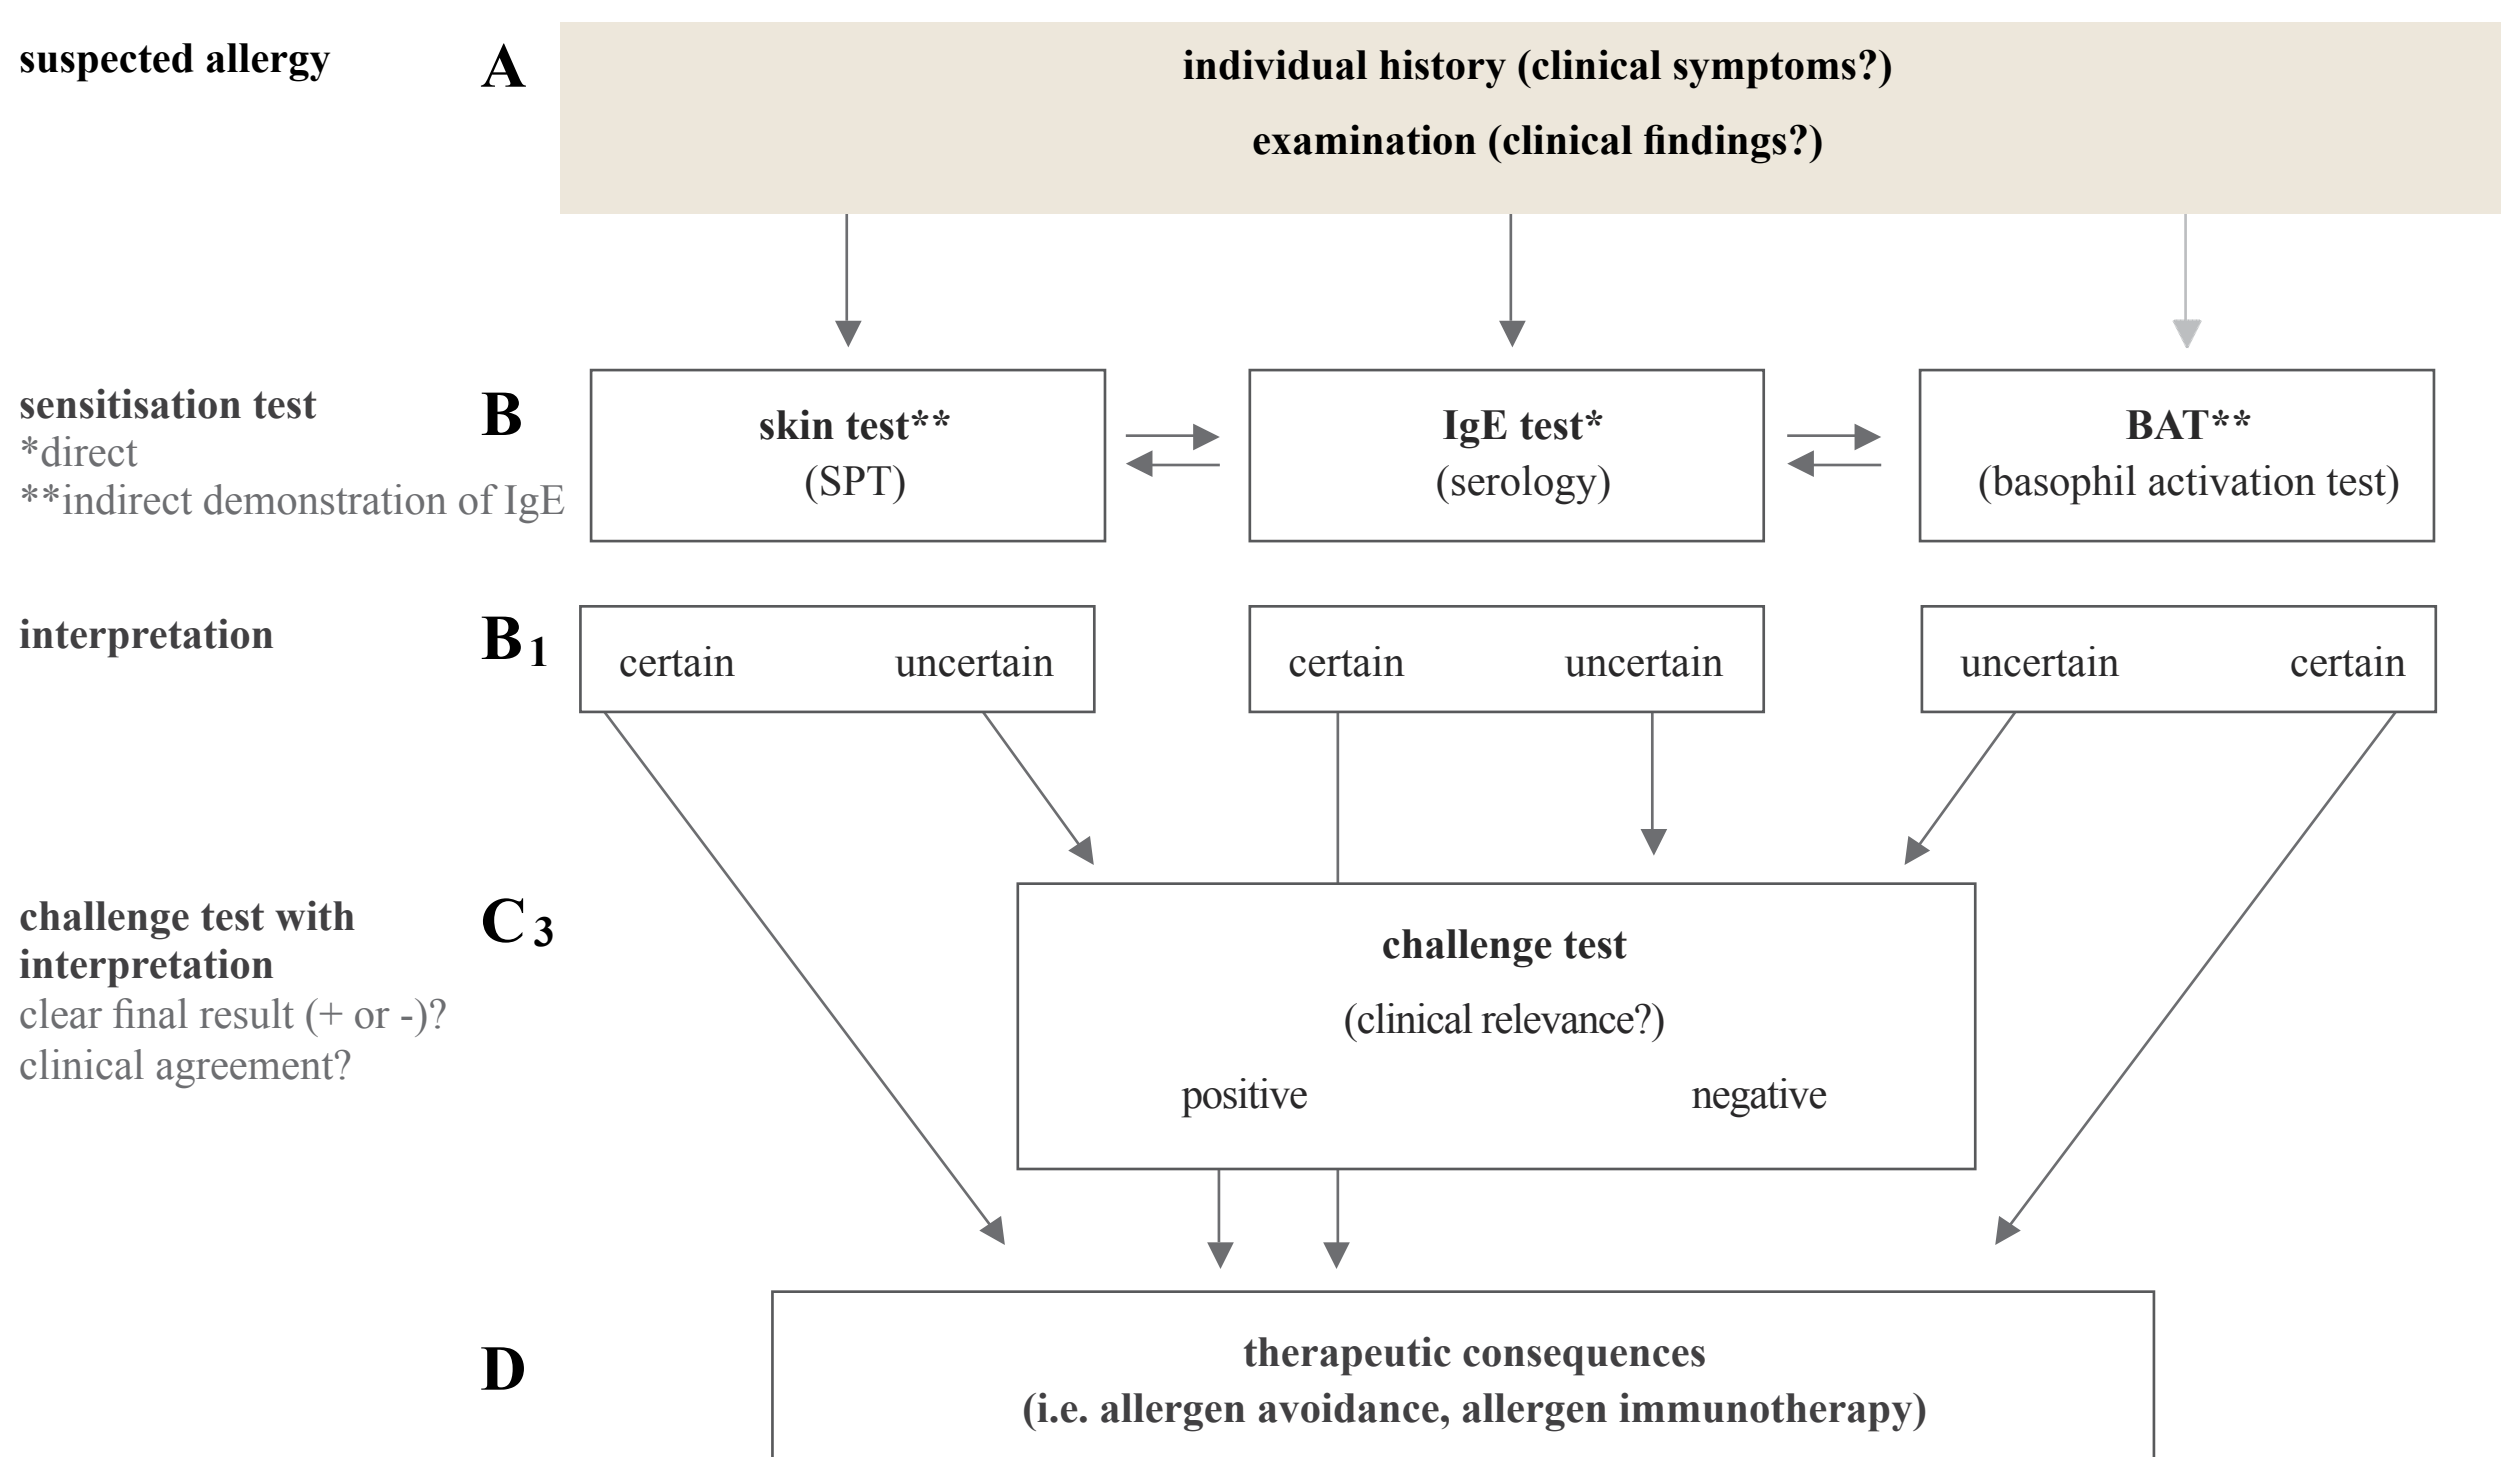 suspected allergy
A
individual history (clinical symptoms?)
examination (clinical findings?)
sensitisation test
*direct
**indirect demonstration of IgE
B
skin test**
(SPT)
IgE test*
(serology)
BAT**
(basophil activation test)
interpretation
B1
certain uncertain
certain uncertain
uncertain certain
challenge test with
interpretation
clear final result (+ or -)?
clinical agreement?
C3
challenge test
(clinical relevance?)
positive negative
D
therapeutic consequences
(i.e. allergen avoidance, allergen immunotherapy)